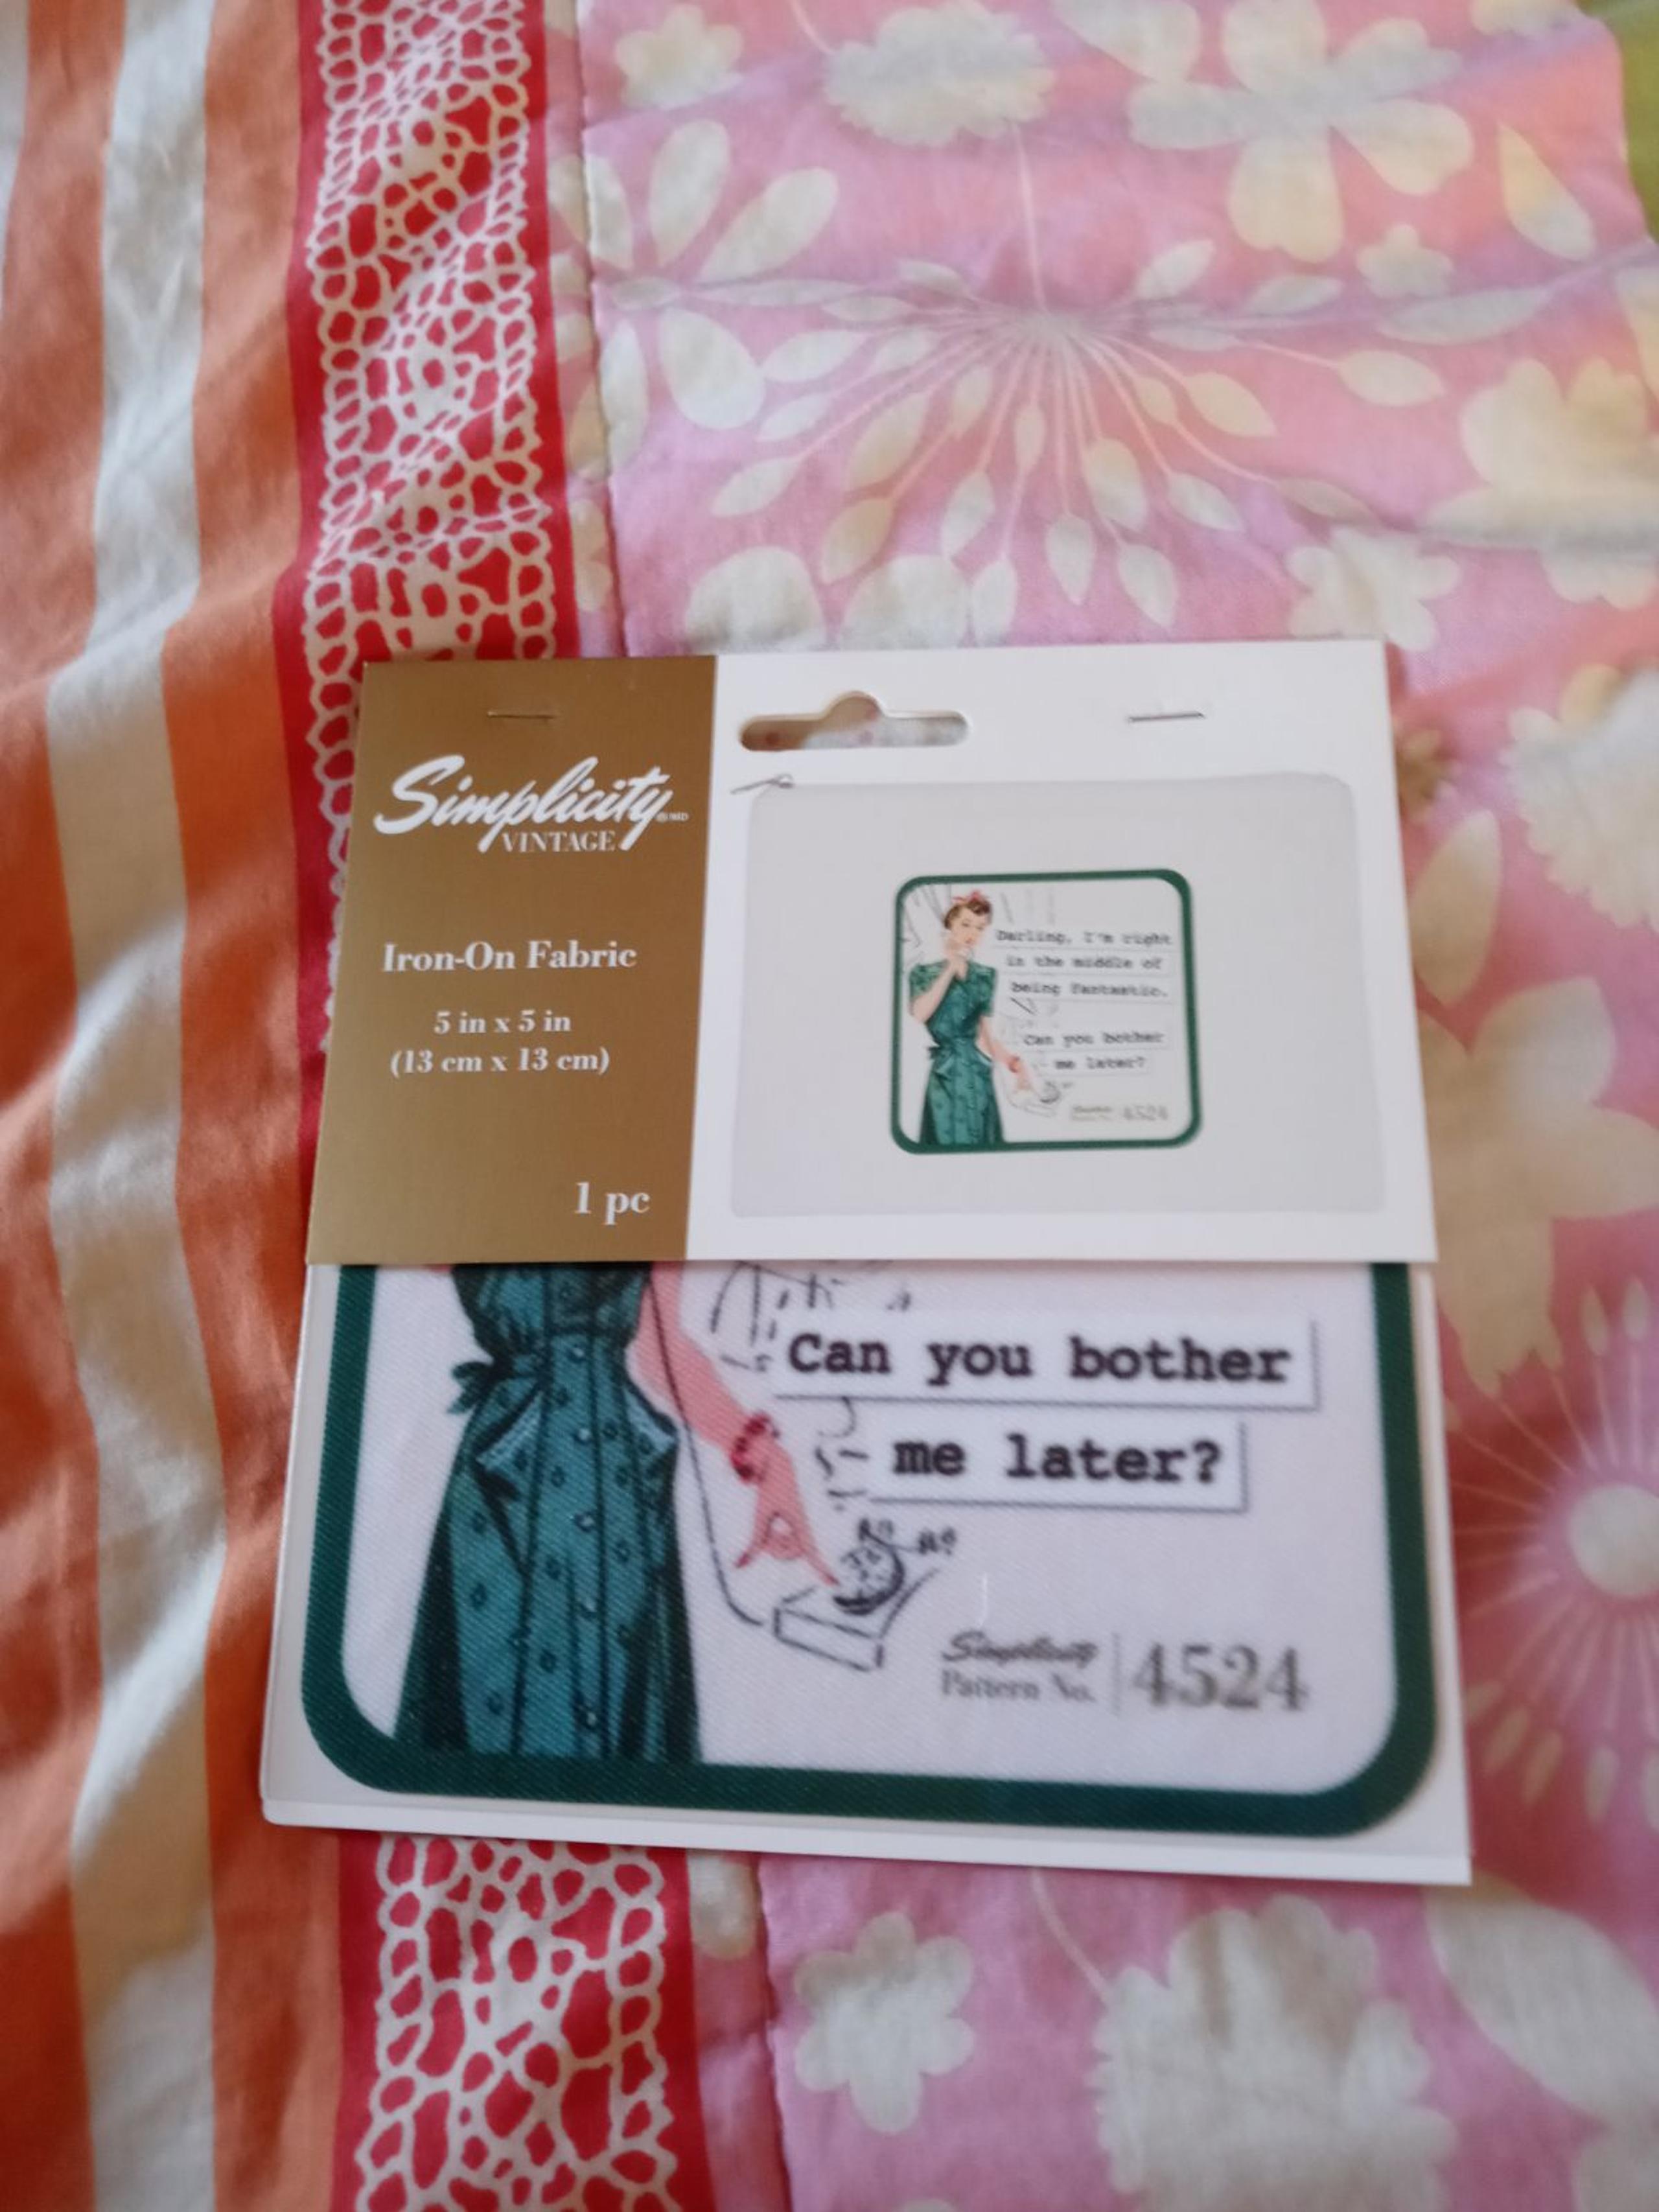 Simplicity® MD
VINTAGE
Iron-On Fabric
5 in x 5 in
(13 cm x 13 cm)
1 pc
Darling, I'm right
in the middle of
being fantastic.
Can you bother
me later?
Simplicity
4524
Can you bother
me later?
Simplicity
Pattern No. 4524